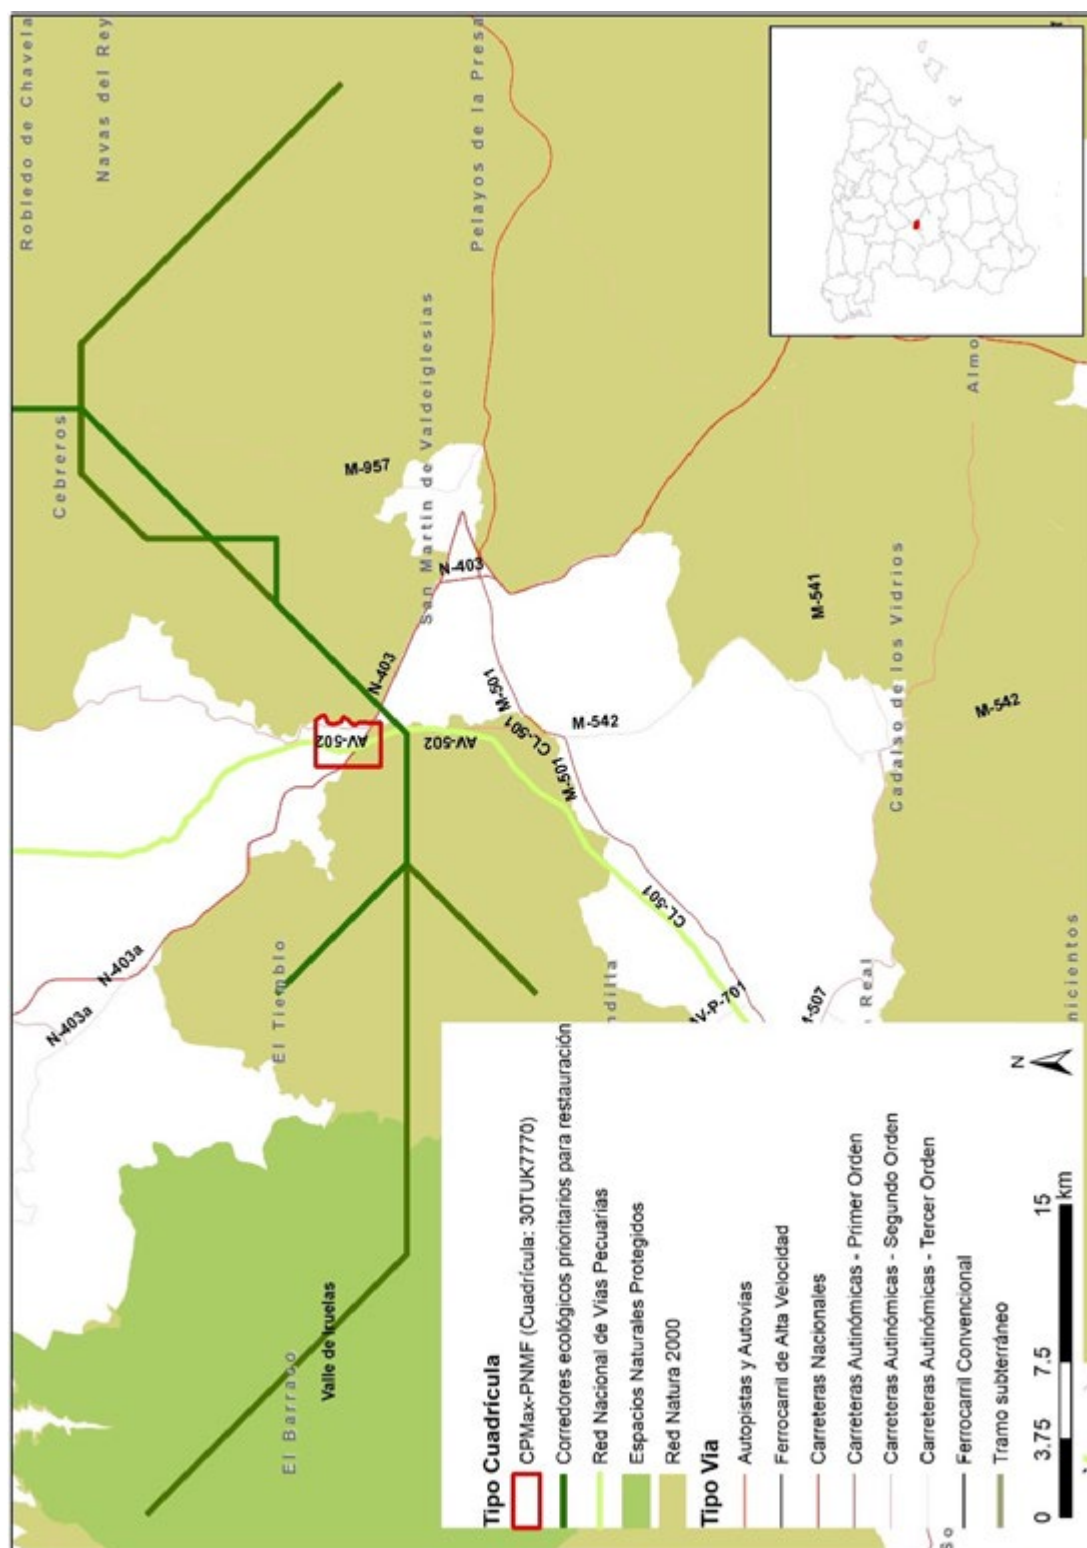 Robledo de Chavela
Navas del Rey
Cebreros
Pelayos de la Presa
San Martín de Valdeiglesias
M-957
N-403
N-403
AV-502
AV-502
M-501
CL-501
M-501
M-542
M-541
Cadalso de los Vidrios
M-542
Almo
N-403a
N-403a
El Tiemblo
CL-501
AV-P-701
ndilla
Real
nicientos
El Barraco
Valle de Iruelas
Tipo Cuadrícula
CPMax-PNMF (Cuadrícula: 30TUK7770)
Corredores ecológicos prioritarios para restauración
Red Nacional de Vías Pecuarias
Espacios Naturales Protegidos
Red Natura 2000
Tipo Via
Autopistas y Autovías
Ferrocarril de Alta Velocidad
Carreteras Nacionales
Carreteras Autinómicas - Primer Orden
Carreteras Autinómicas - Segundo Orden
Carreteras Autinómicas - Tercer Orden
Ferrocarril Convencional
Tramo subterráneo
N
0 3.75 7.5 15
km
So